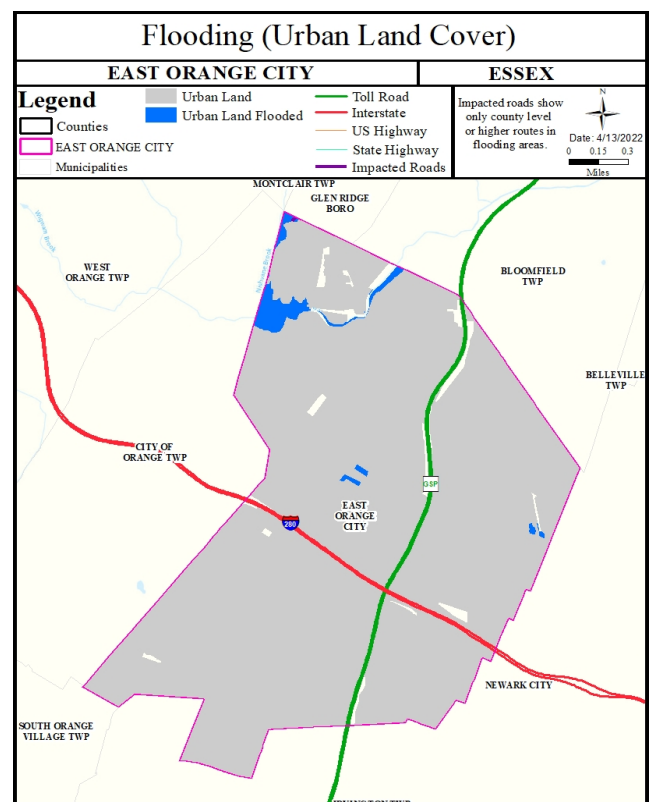 Flooding (Urban Land Cover)
EAST ORANGE CITY
ESSEX
Legend
Counties
EAST ORANGE CITY
Municipalities
Urban Land
Urban Land Flooded
Toll Road
Interstate
US Highway
State Highway
Impacted Roads
Impacted roads show
only county level
or higher routes in
flooding areas.
N
Date: 4/13/2022
0 0.15 0.3
Miles
MONTCLAIR TWP
GLEN RIDGE
BORO
WEST
ORANGE TWP
BLOOMFIELD
TWP
BELLEVILLE
TWP
CITY OF
ORANGE TWP
GSP
EAST
ORANGE
CITY
280
NEWARK CITY
SOUTH ORANGE
VILLAGE TWP